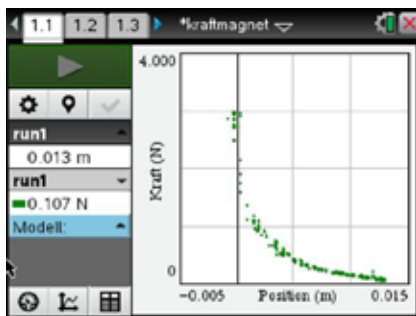 1.1 1.2 1.3 *kraftmagnet
run1
0.013 m
run1
0.107 N
Modell:
4.000
Kraft (N)
0
-0.005 Position (m) 0.015